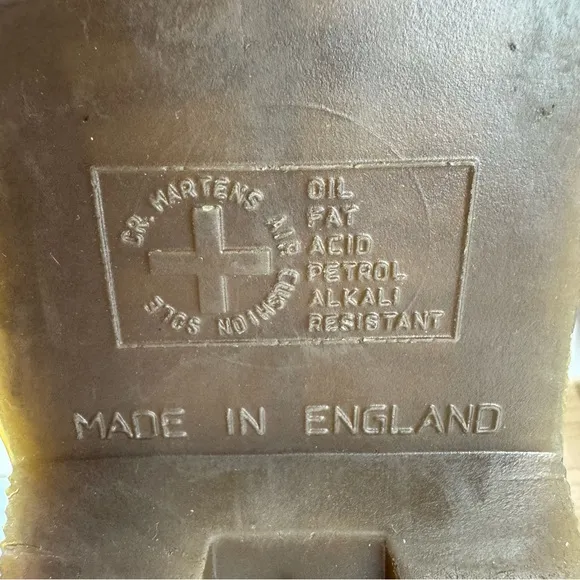 DR. MARTENS AIR CUSHION SOLE
OIL
FAT
ACID
PETROL
ALKALI
RESISTANT
MADE IN ENGLAND